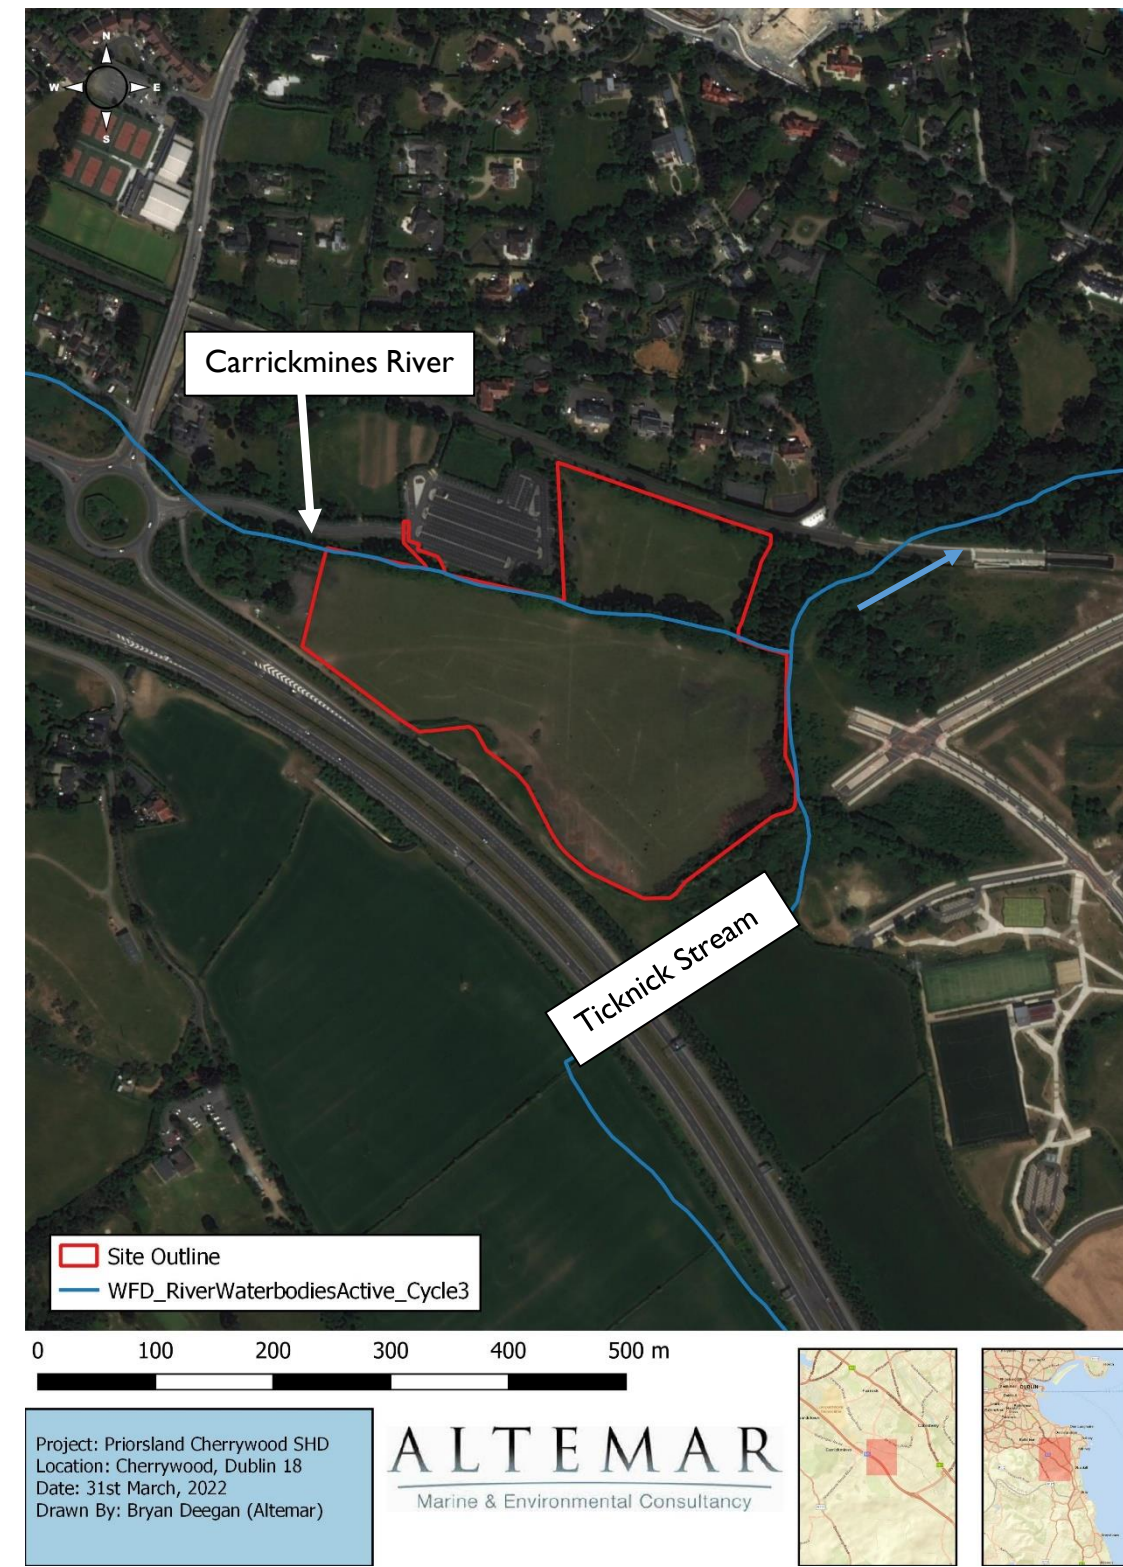 N
W E
S
Carrickmines River
Ticknick Stream
Site Outline
WFD_RiverWaterbodiesActive_Cycle3
0 100 200 300 400 500 m
Project: Priorsland Cherrywood SHD
Location: Cherrywood, Dublin 18
Date: 31st March, 2022
Drawn By: Bryan Deegan (Altemar)
ALTEMAR
Marine & Environmental Consultancy
DUBLIN